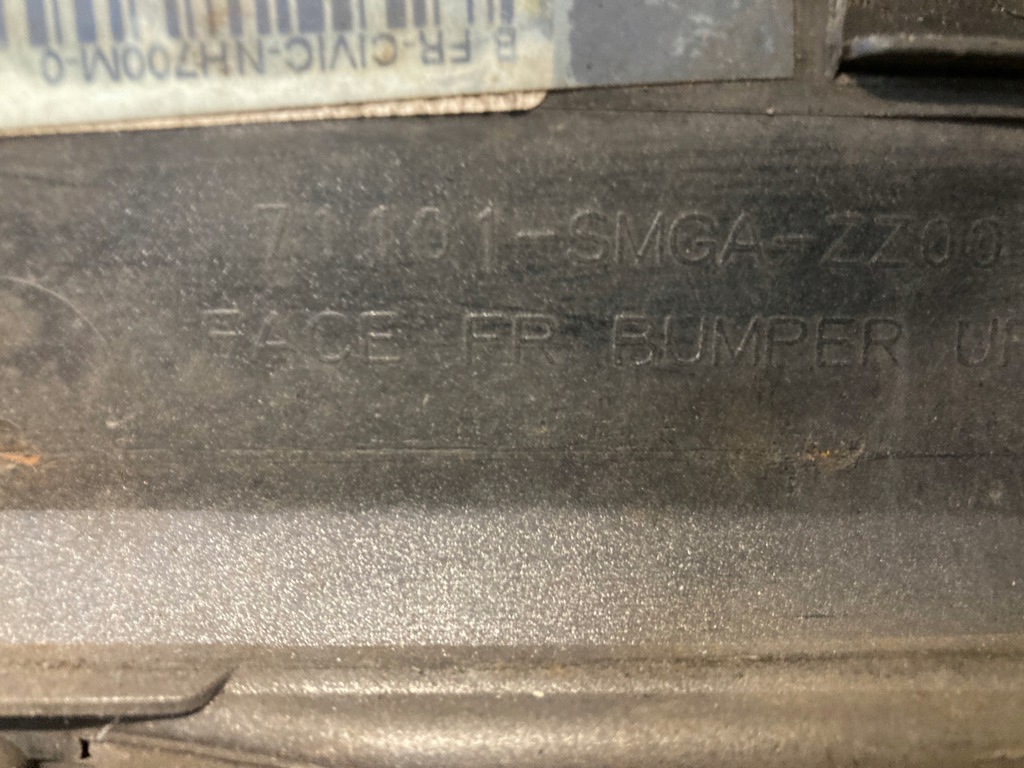 B-FR-CIVIC-NH700M-0
71101-SMGA-ZZ00
FACE FR BUMPER